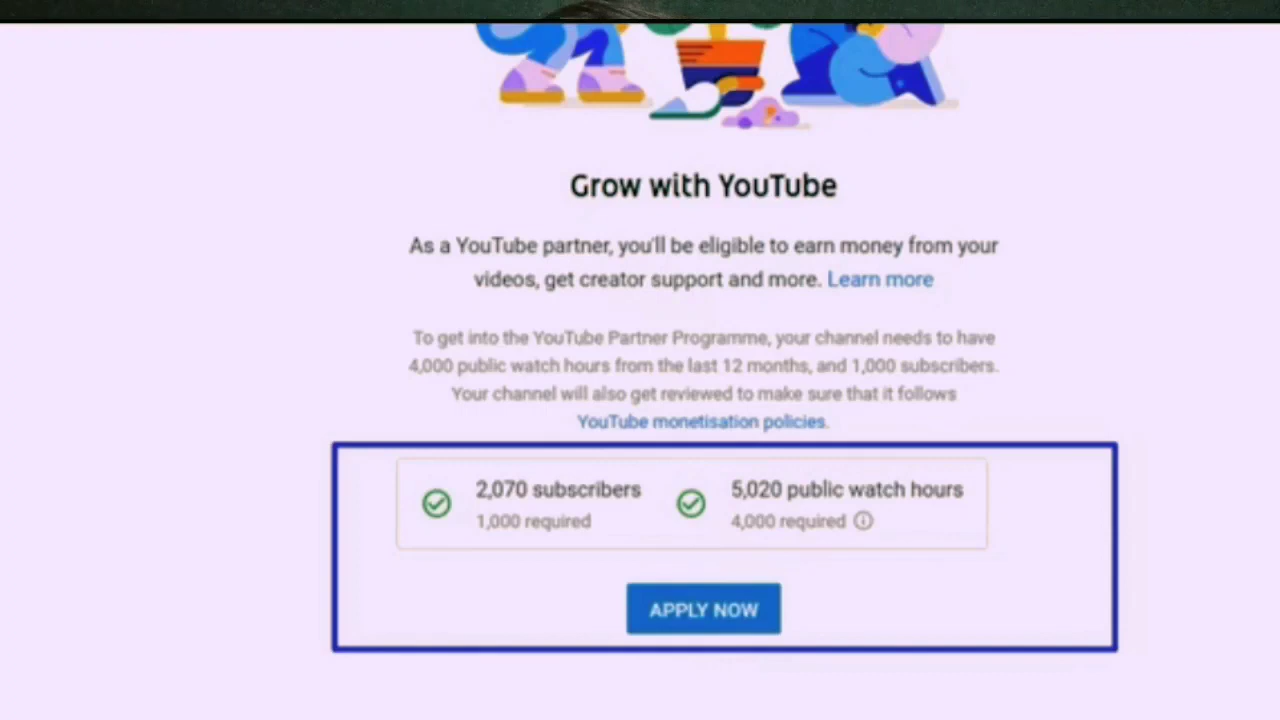 Grow with YouTube
As a YouTube partner, you'll be eligible to earn money from your
videos, get creator support and more. Learn more
To get into the YouTube Partner Programme, your channel needs to have
4,000 public watch hours from the last 12 months, and 1,000 subscribers.
Your channel will also get reviewed to make sure that it follows
YouTube monetisation policies.
2,070 subscribers
1,000 required
5,020 public watch hours
4,000 required
APPLY NOW